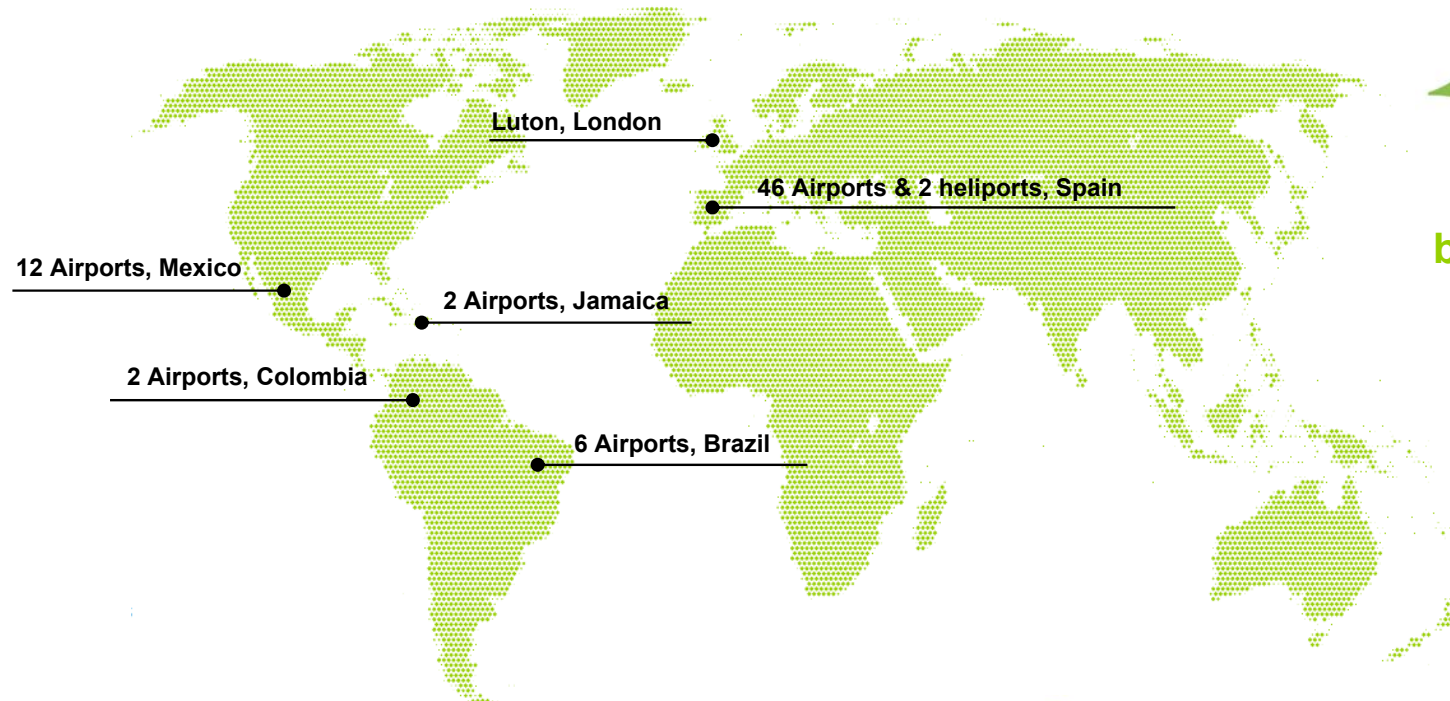 Luton, London
46 Airports & 2 heliports, Spain
12 Airports, Mexico
2 Airports, Jamaica
2 Airports, Colombia
6 Airports, Brazil
b